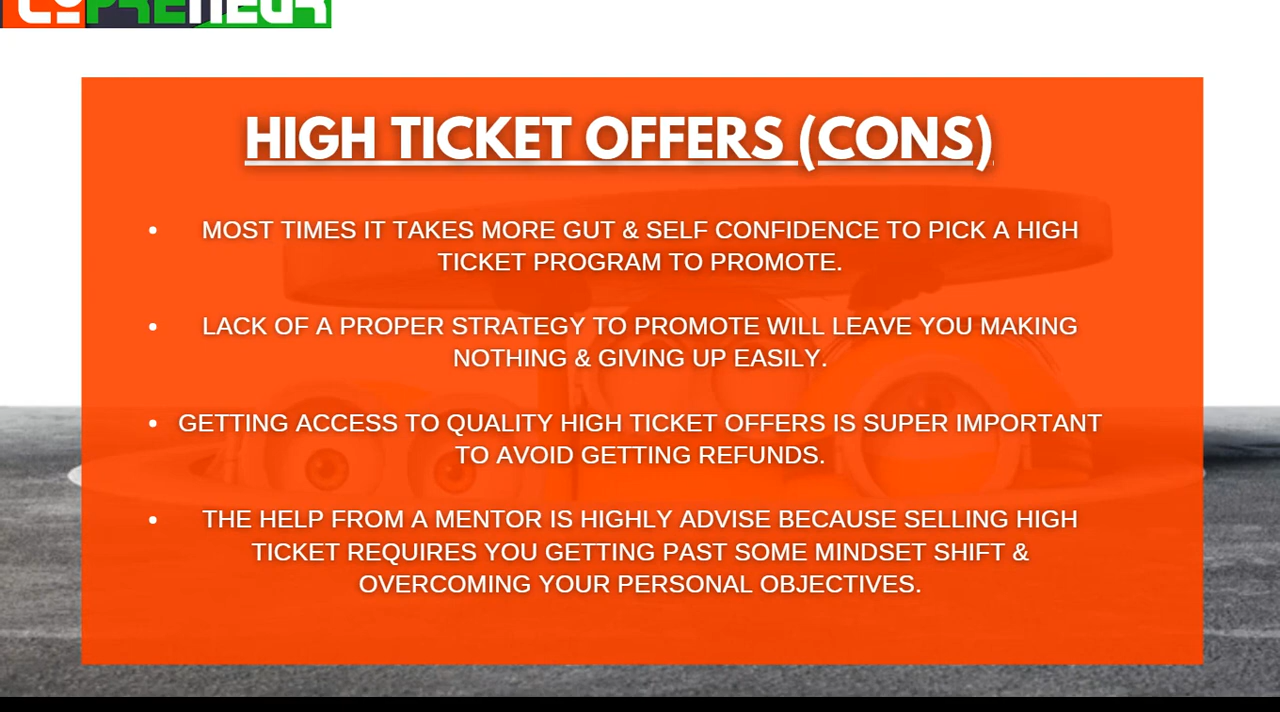 HIGH TICKET OFFERS (CONS)
• MOST TIMES IT TAKES MORE GUT & SELF CONFIDENCE TO PICK A HIGH
TICKET PROGRAM TO PROMOTE.
• LACK OF A PROPER STRATEGY TO PROMOTE WILL LEAVE YOU MAKING
NOTHING & GIVING UP EASILY.
• GETTING ACCESS TO QUALITY HIGH TICKET OFFERS IS SUPER IMPORTANT
TO AVOID GETTING REFUNDS.
• THE HELP FROM A MENTOR IS HIGHLY ADVISE BECAUSE SELLING HIGH
TICKET REQUIRES YOU GETTING PAST SOME MINDSET SHIFT &
OVERCOMING YOUR PERSONAL OBJECTIVES.